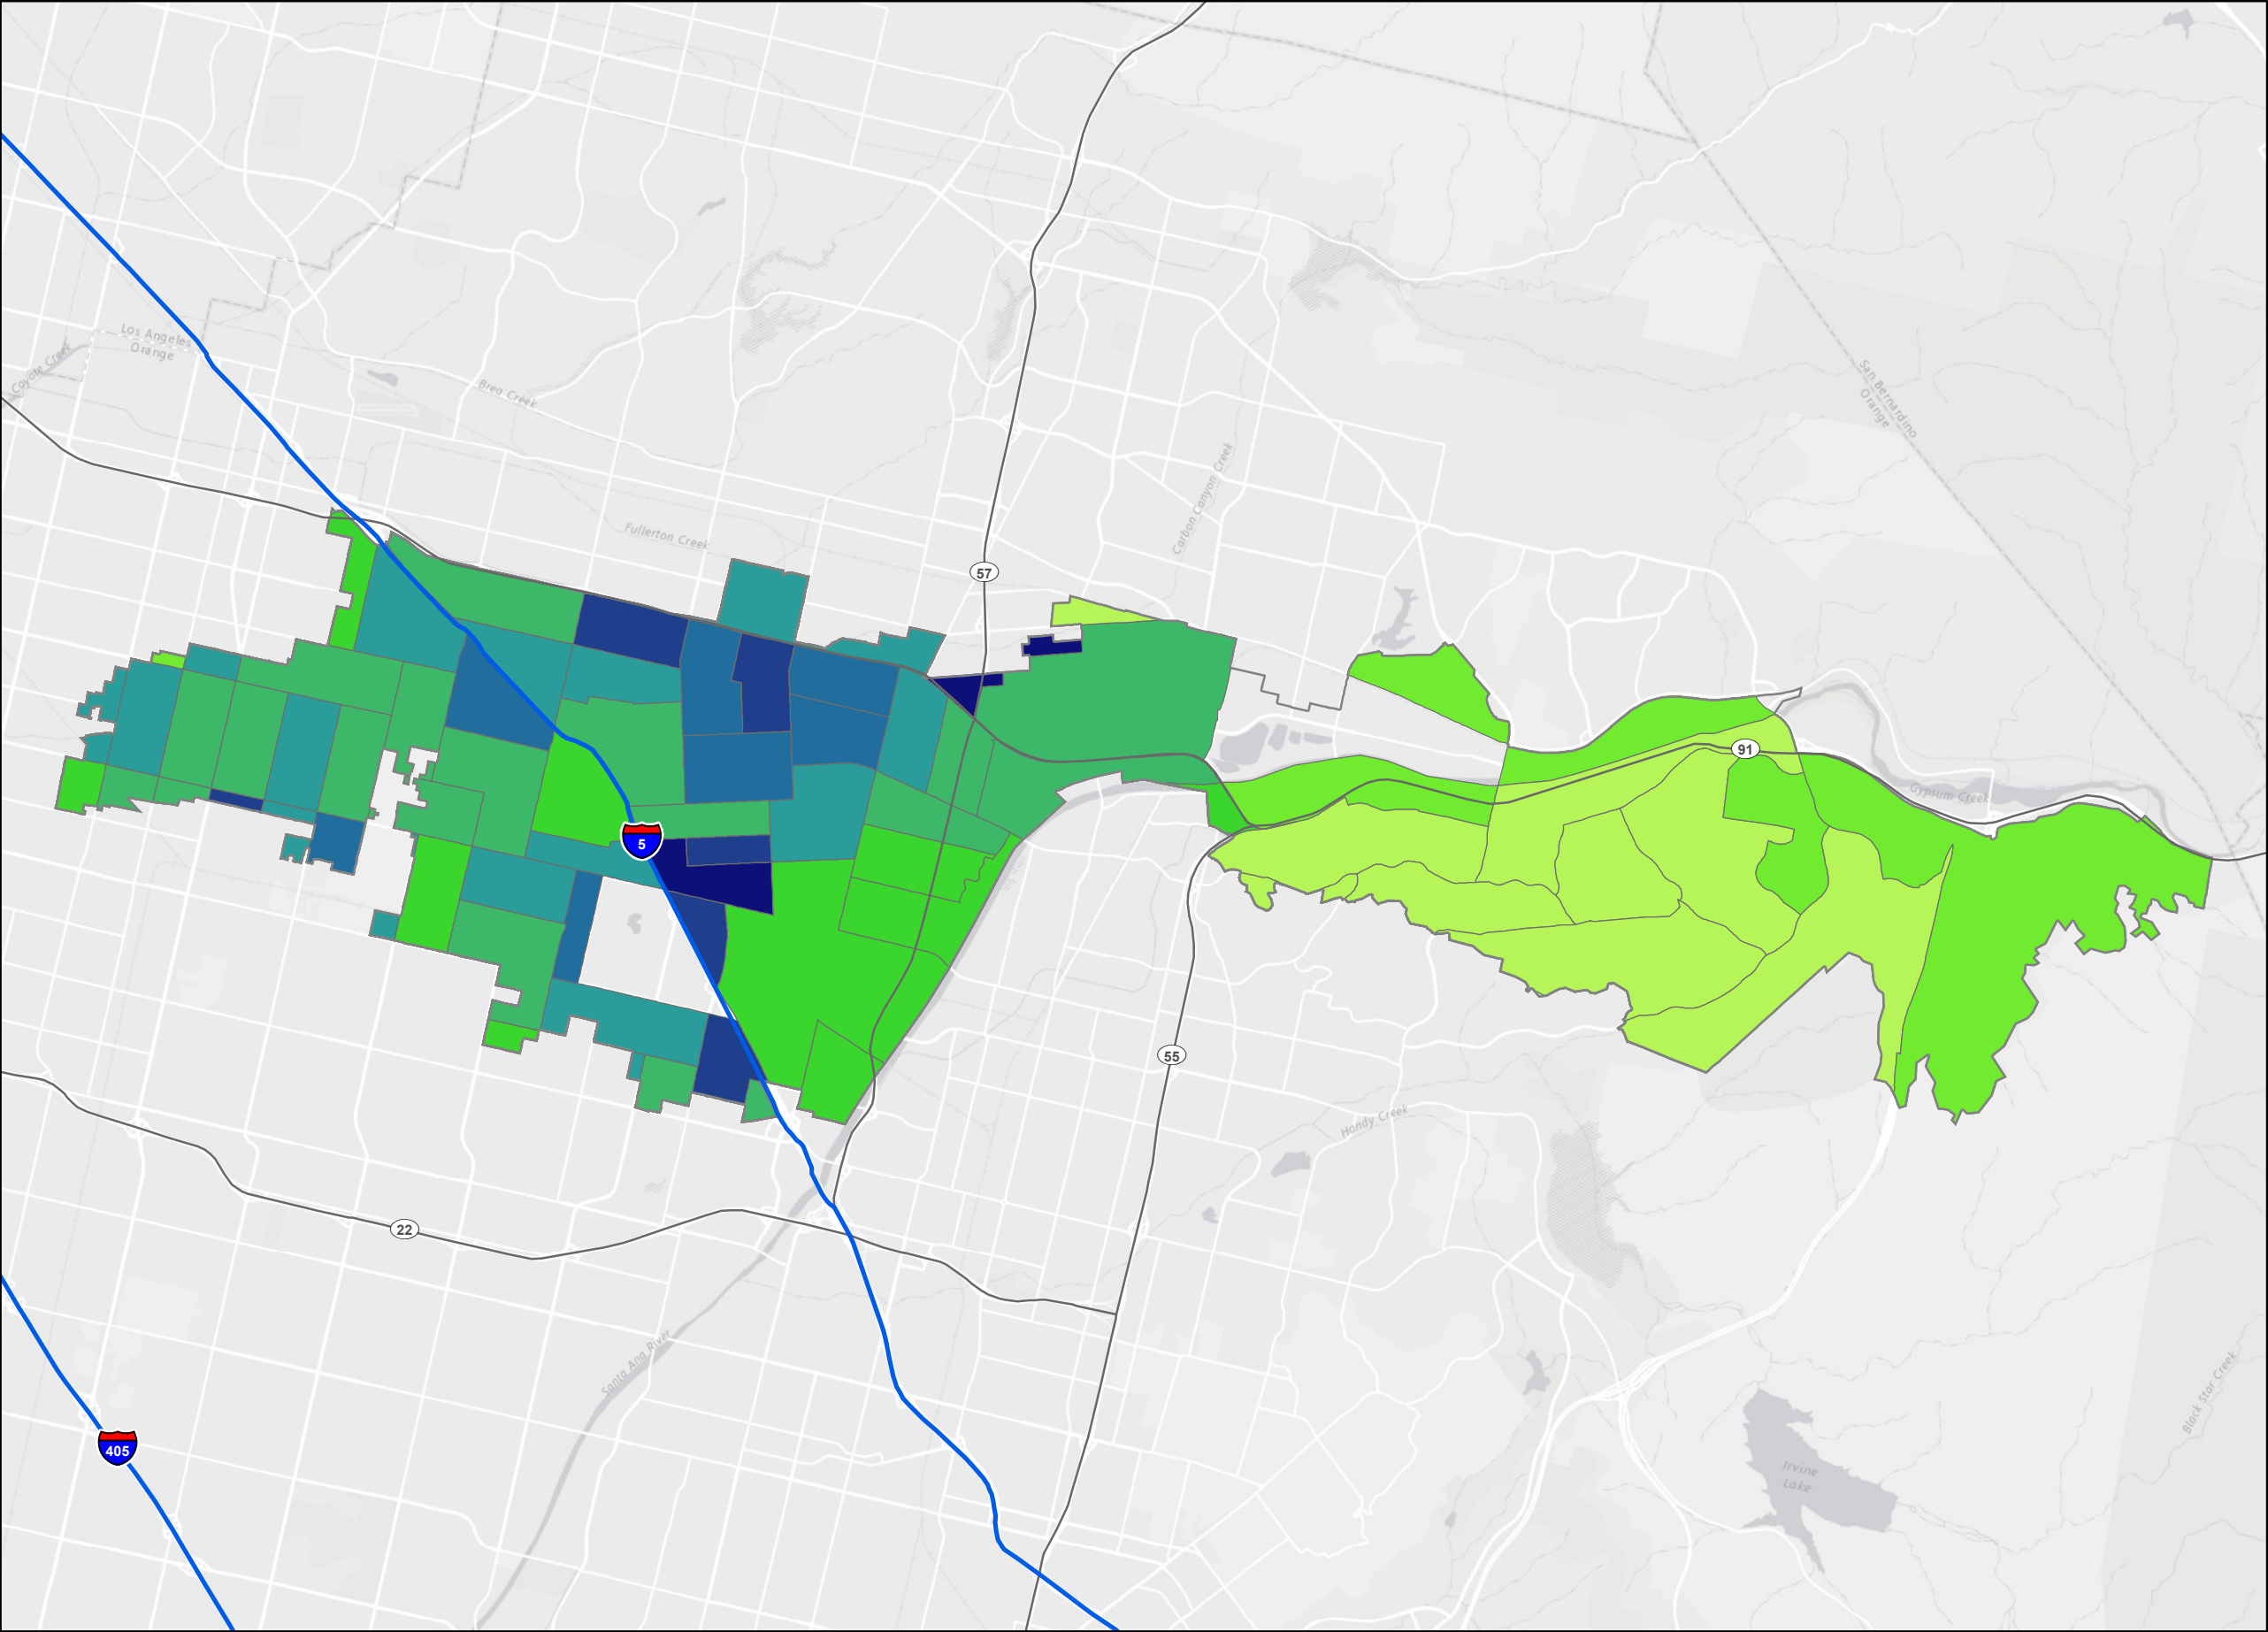 Los Angeles
Orange
Coyote Creek
Brea Creek
San Bernardino
Orange
Carbon Canyon Creek
Fullerton Creek
57
91
Gypsum Creek
5
55
Handy Creek
22
Santa Ana River
Black Star Creek
405
Irvine
Lake